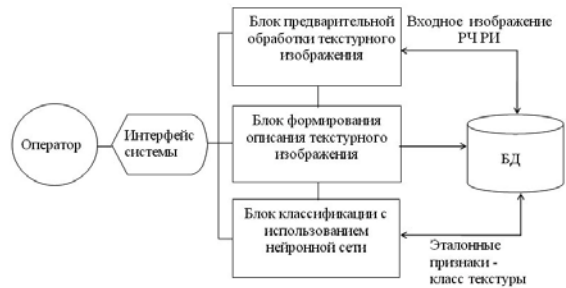 Блок предварительной
обработки текстурного
изображения
Входное изображение
РЧ РИ
Оператор
Интерфейс
системы
Блок формирования
описания текстурного
изображения
БД
Блок классификации с
использованием
нейронной сети
Эталонные
признаки -
класс текстуры